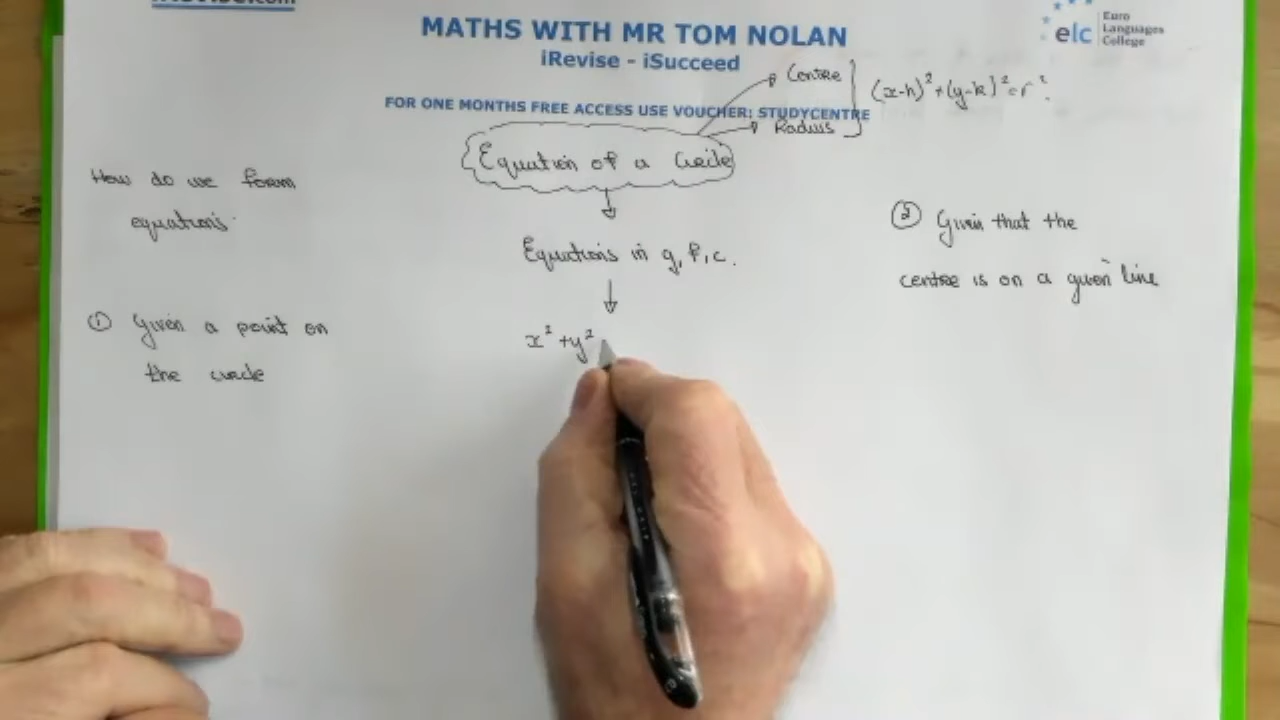 MATHS WITH MR TOM NOLAN
iRevise - iSucceed
elc
Euro
Languages
College
Centre
(x-h)² + (y-k)² = r².
FOR ONE MONTHS FREE ACCESS USE VOUCHER: STUDYCENTRE
Radius
Equation of a Circle
How do we form
equations.
Equations in g, f, c.
② Given that the
centre is on a given line
① Given a point on
the circle
x² + y²